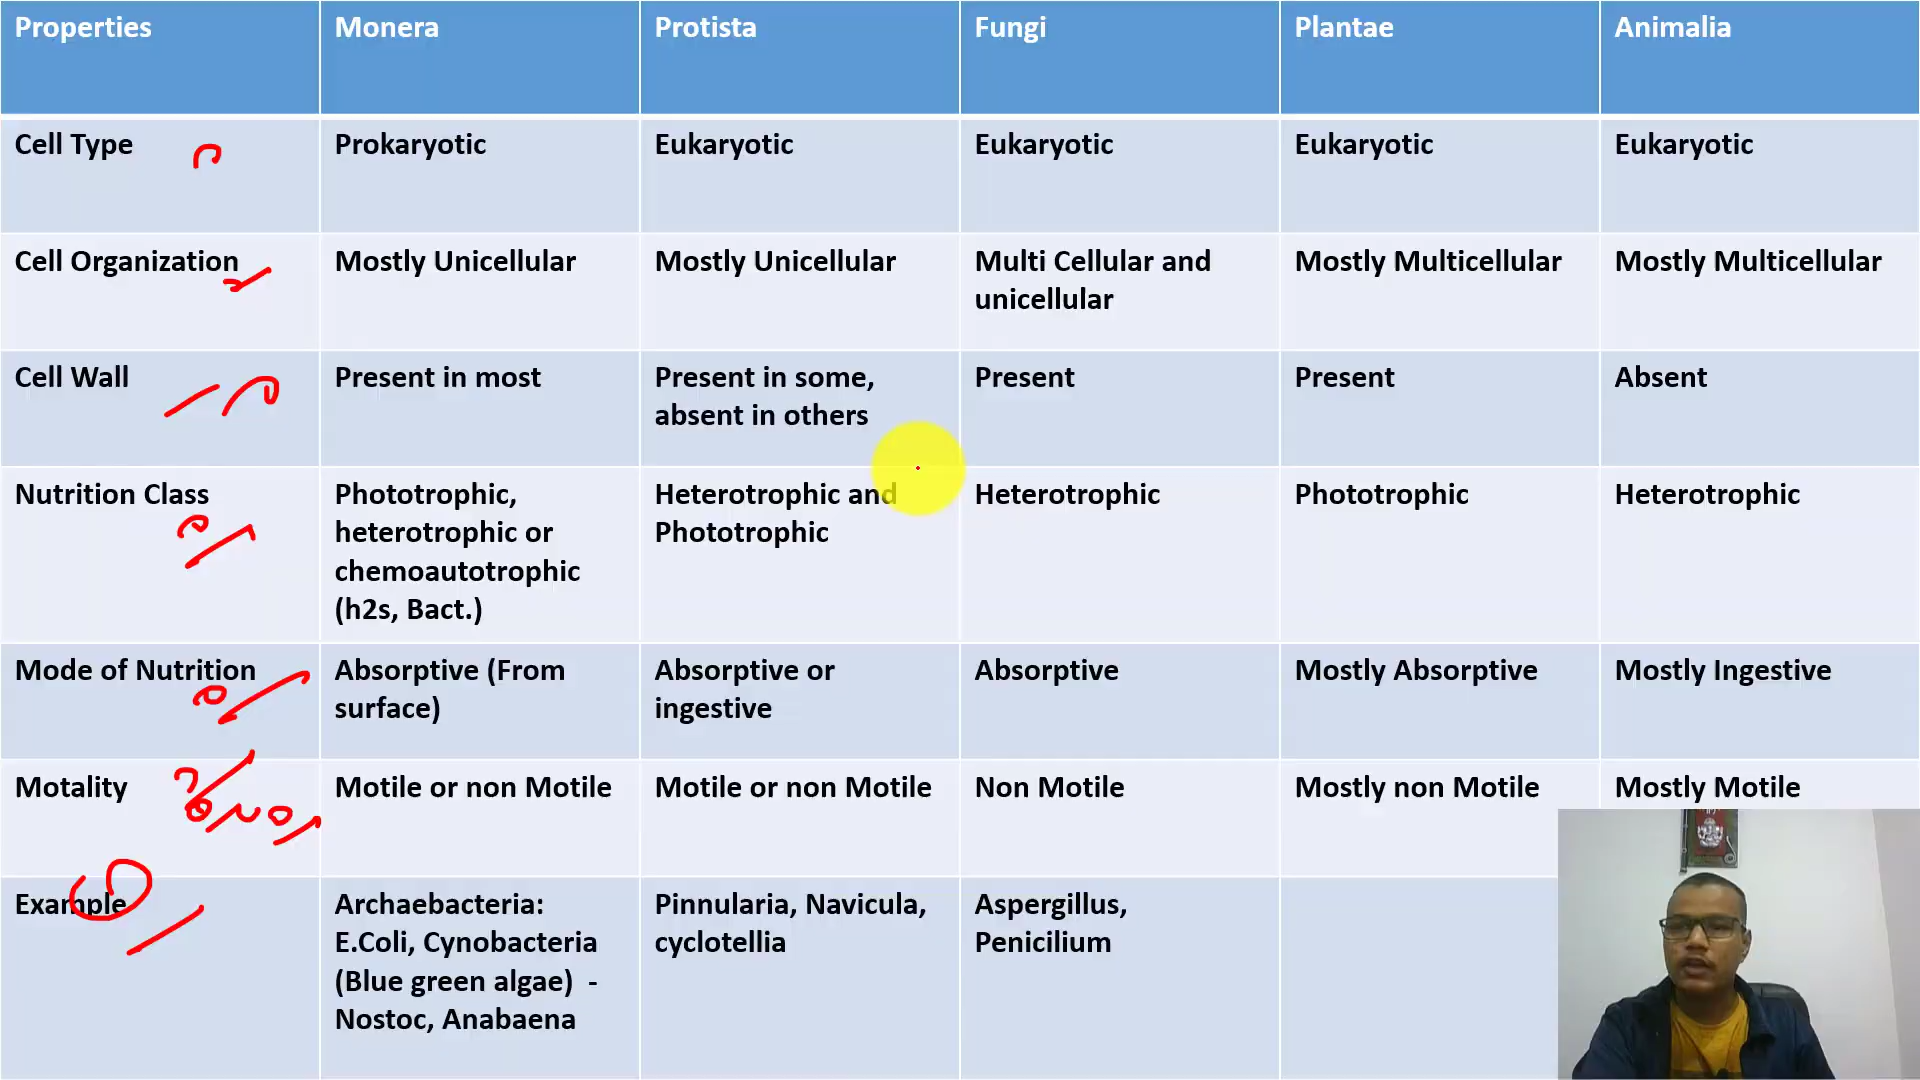 Properties
Monera
Protista
Fungi
Plantae
Animalia
Cell Type
Prokaryotic
Eukaryotic
Eukaryotic
Eukaryotic
Eukaryotic
Cell Organization
Mostly Unicellular
Mostly Unicellular
Multi Cellular and
unicellular
Mostly Multicellular
Mostly Multicellular
Cell Wall
Present in most
Present in some,
absent in others
Present
Present
Absent
Nutrition Class
Phototrophic,
heterotrophic or
chemoautotrophic
(h2s, Bact.)
Heterotrophic and
Phototrophic
Heterotrophic
Phototrophic
Heterotrophic
Mode of Nutrition
Absorptive (From
surface)
Absorptive or
ingestive
Absorptive
Mostly Absorptive
Mostly Ingestive
Motality
Motile or non Motile
Motile or non Motile
Non Motile
Mostly non Motile
Mostly Motile
Example
Archaebacteria:
E.Coli, Cynobacteria
(Blue green algae) -
Nostoc, Anabaena
Pinnularia, Navicula,
cyclotellia
Aspergillus,
Penicilium